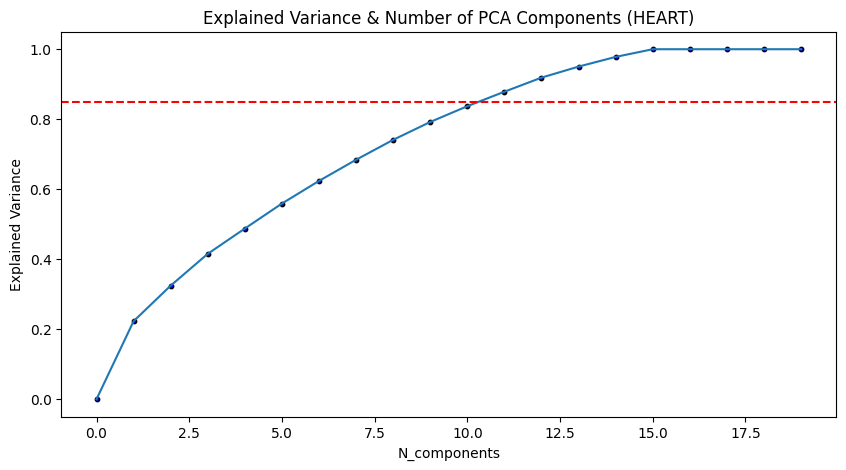 Explained Variance & Number of PCA Components (HEART)
Explained Variance
1.0
0.8
0.6
0.4
0.2
0.0
0.0 2.5 5.0 7.5 10.0 12.5 15.0 17.5
N_components